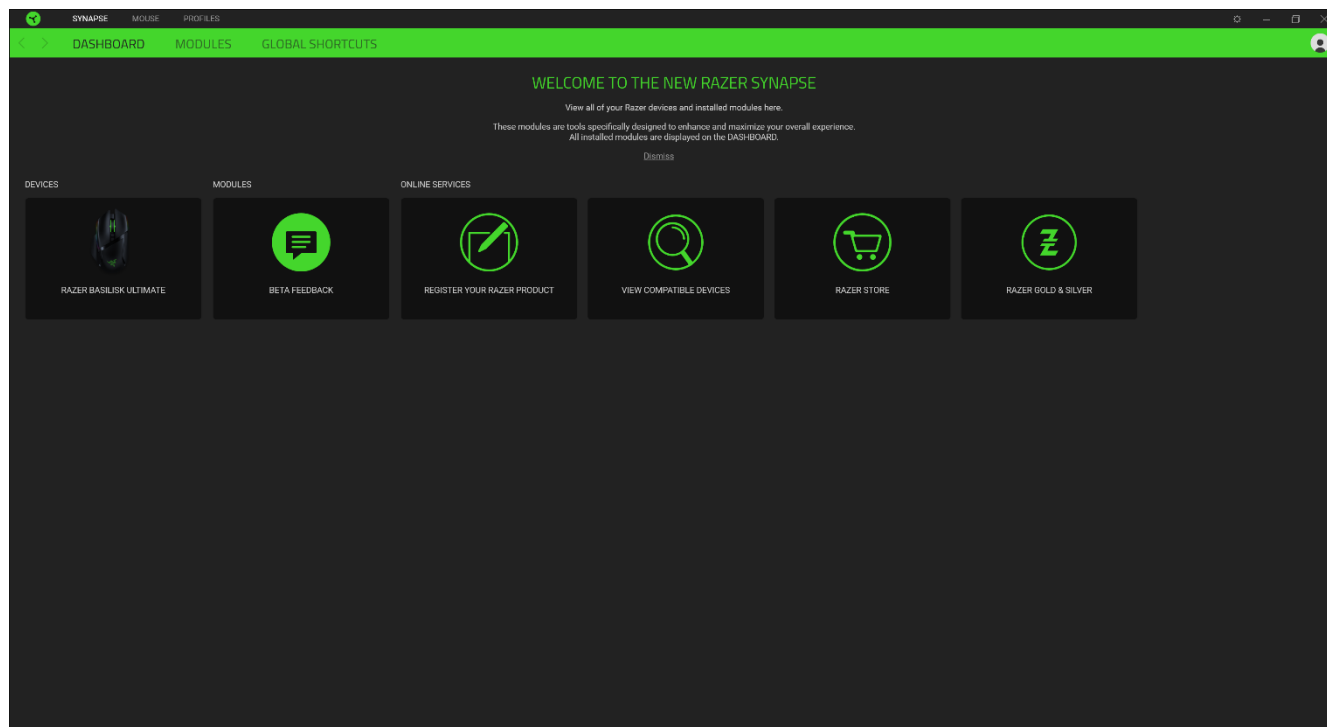 SYNAPSE MOUSE PROFILES
DASHBOARD MODULES GLOBAL SHORTCUTS
WELCOME TO THE NEW RAZER SYNAPSE
View all of your Razer devices and installed modules here.
These modules are tools specifically designed to enhance and maximize your overall experience.
All installed modules are displayed on the DASHBOARD.
Dismiss
DEVICES MODULES ONLINE SERVICES
RAZER BASILISK ULTIMATE BETA FEEDBACK REGISTER YOUR RAZER PRODUCT VIEW COMPATIBLE DEVICES RAZER STORE RAZER GOLD & SILVER